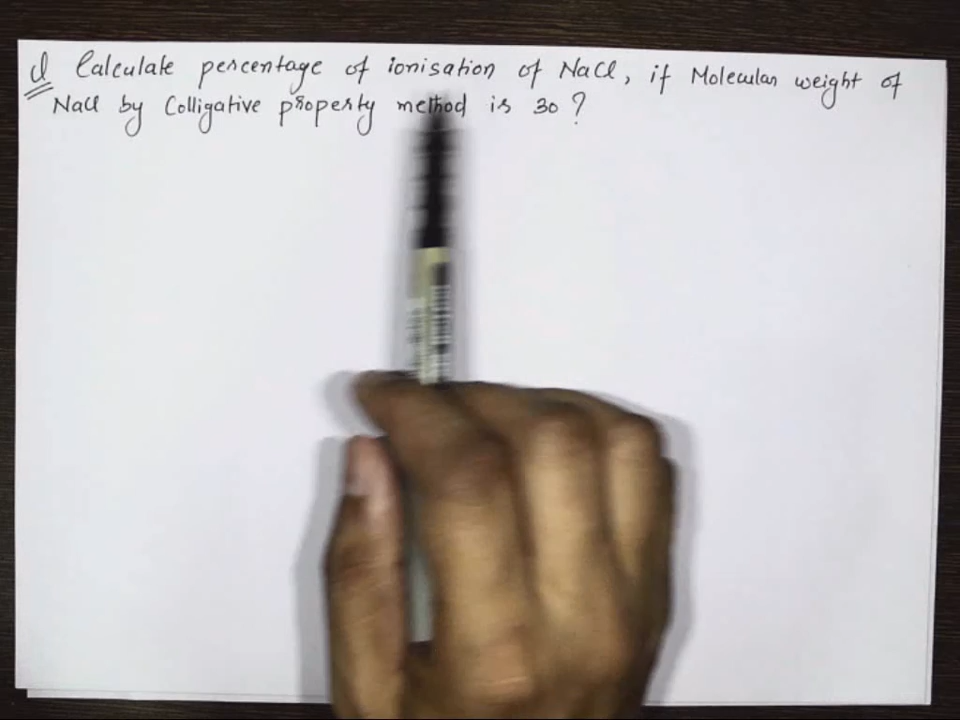 Q Calculate percentage of ionisation of NaCl, if Molecular weight of
NaCl by Colligative property method is 30 ?